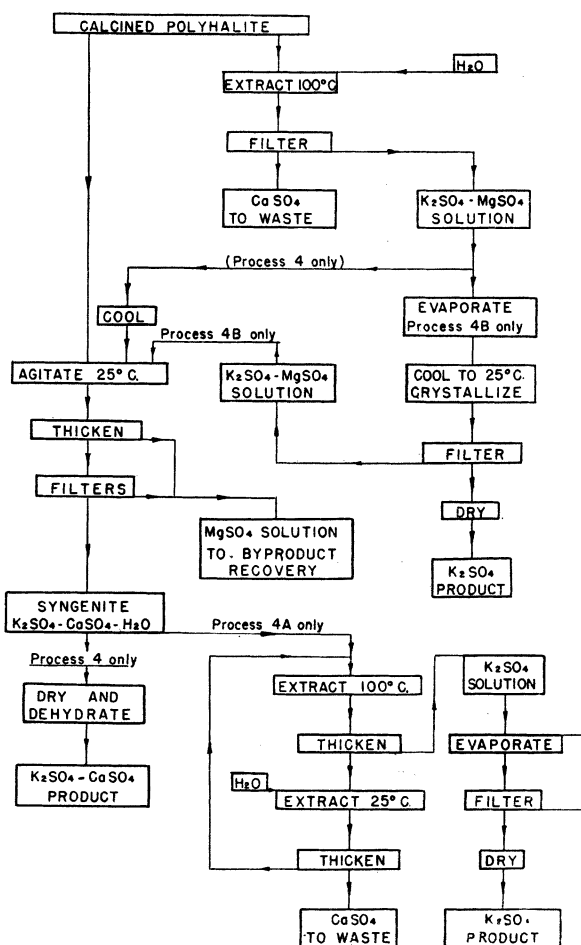 CALCINED POLYHALITE
H2O
EXTRACT 100°C
FILTER
CaSO4
TO WASTE
K2SO4-MgSO4
SOLUTION
(Process 4 only)
COOL
EVAPORATE
Process 4B only
Process 4B only
AGITATE 25° C.
K2SO4-MgSO4
SOLUTION
COOL TO 25°C.
CRYSTALLIZE
THICKEN
FILTER
FILTERS
DRY
MgSO4 SOLUTION
TO BYPRODUCT
RECOVERY
K2SO4
PRODUCT
SYNGENITE
K2SO4-CaSO4-H2O
Process 4A only
Process 4 only
EXTRACT 100°C.
K2SO4
SOLUTION
DRY AND
DEHYDRATE
THICKEN
EVAPORATE
K2SO4-CaSO4
PRODUCT
H2O
EXTRACT 25°C.
FILTER
THICKEN
DRY
CaSO4
TO WASTE
K2SO4
PRODUCT